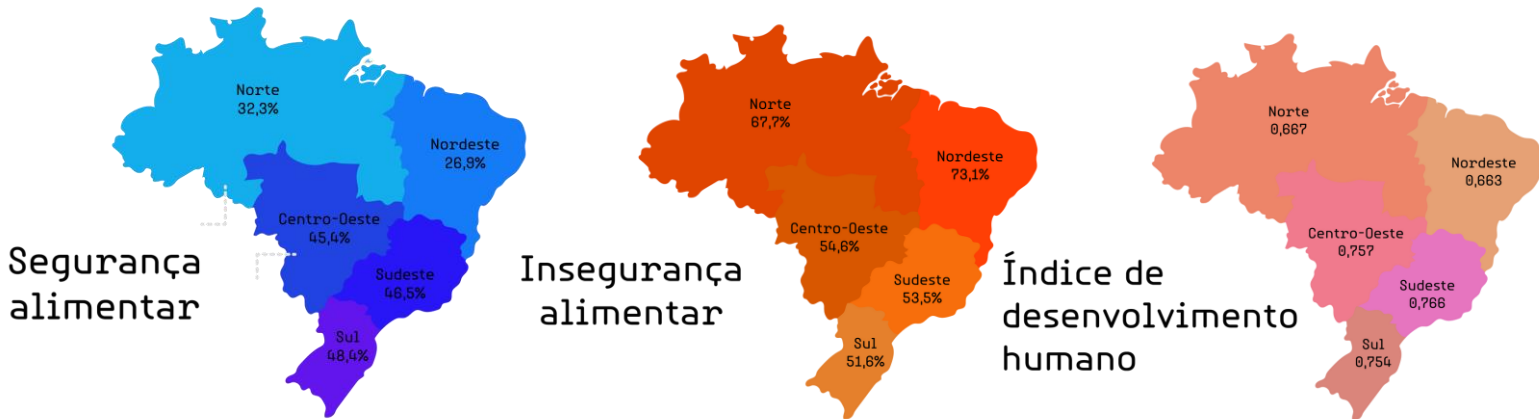 Segurança
alimentar
Norte
32,3%
Nordeste
26,9%
Centro-Oeste
45,4%
Sudeste
46,5%
Sul
48,4%
Insegurança
alimentar
Norte
67,7%
Nordeste
73,1%
Centro-Oeste
54,6%
Sudeste
53,5%
Sul
51,6%
Índice de
desenvolvimento
humano
Norte
0,667
Nordeste
0,663
Centro-Oeste
0,757
Sudeste
0,766
Sul
0,754